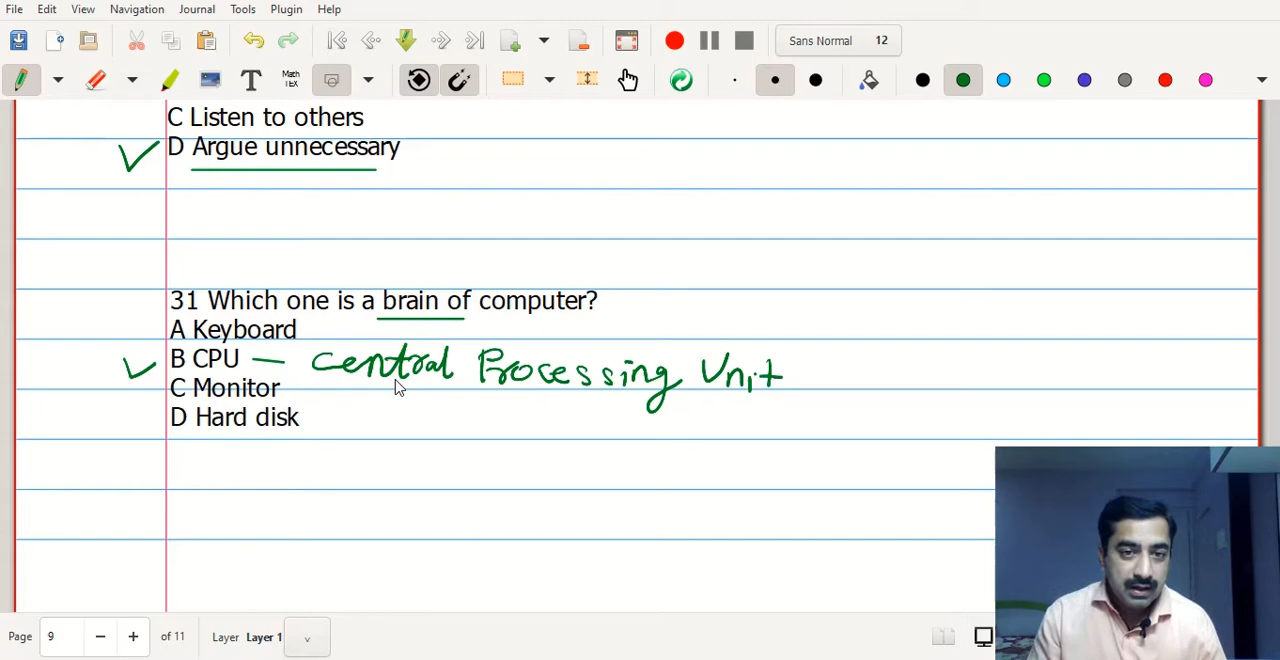 File Edit View Navigation Journal Tools Plugin Help
Sans Normal 12
T Math TEX
C Listen to others
D Argue unnecessary
31 Which one is a brain of computer?
A Keyboard
B CPU — Central Processing Unit
C Monitor
D Hard disk
Page 9 − + of 11 Layer Layer 1